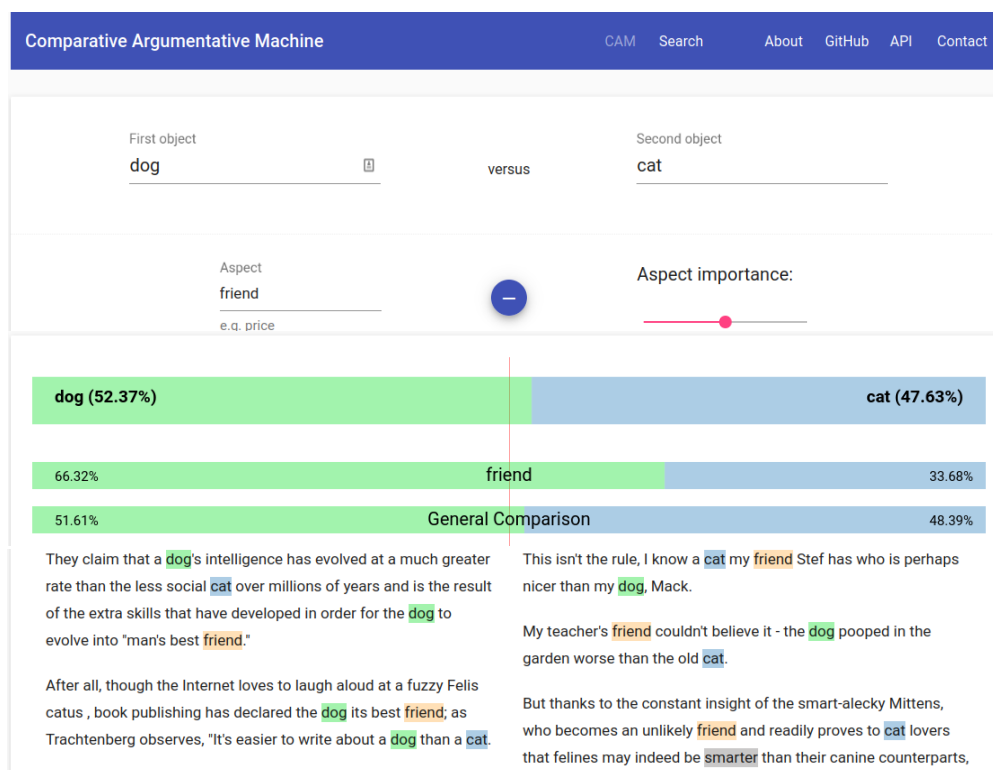 Comparative Argumentative Machine CAM Search About GitHub API Contact
First object
dog
versus
Second object
cat
Aspect
friend
e.g. price
Aspect importance:
dog (52.37%) cat (47.63%)
66.32% friend 33.68%
51.61% General Comparison 48.39%
They claim that a dog's intelligence has evolved at a much greater
rate than the less social cat over millions of years and is the result
of the extra skills that have developed in order for the dog to
evolve into "man's best friend."
After all, though the Internet loves to laugh aloud at a fuzzy Felis
catus , book publishing has declared the dog its best friend; as
Trachtenberg observes, "It's easier to write about a dog than a cat.
This isn't the rule, I know a cat my friend Stef has who is perhaps
nicer than my dog, Mack.
My teacher's friend couldn't believe it - the dog pooped in the
garden worse than the old cat.
But thanks to the constant insight of the smart-alecky Mittens,
who becomes an unlikely friend and readily proves to cat lovers
that felines may indeed be smarter than their canine counterparts,